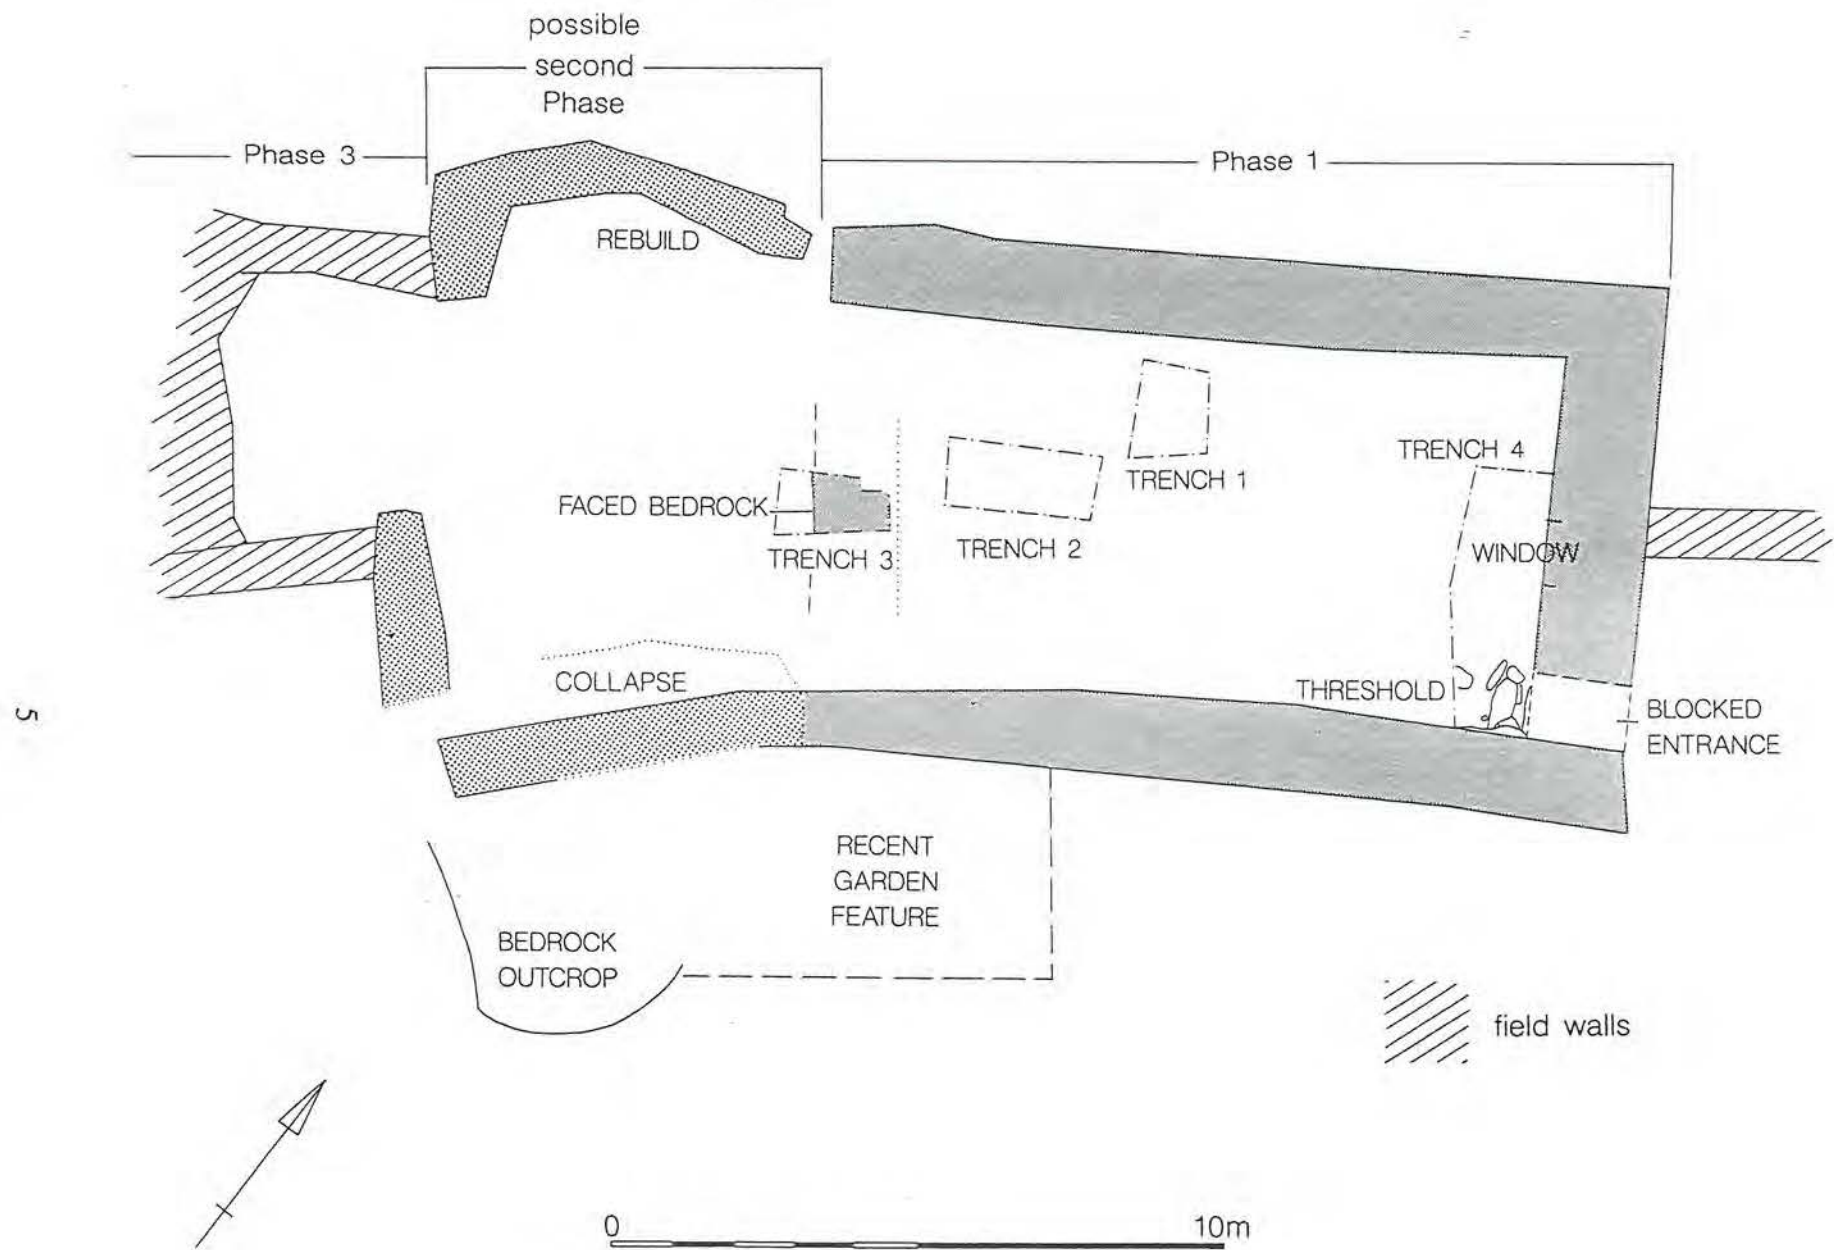 possible
second
Phase
Phase 3
Phase 1
REBUILD
TRENCH 4
TRENCH 1
FACED BEDROCK
TRENCH 2
TRENCH 3
WINDOW
COLLAPSE
THRESHOLD
BLOCKED
ENTRANCE
5
RECENT
GARDEN
FEATURE
BEDROCK
OUTCROP
field walls
0
10m